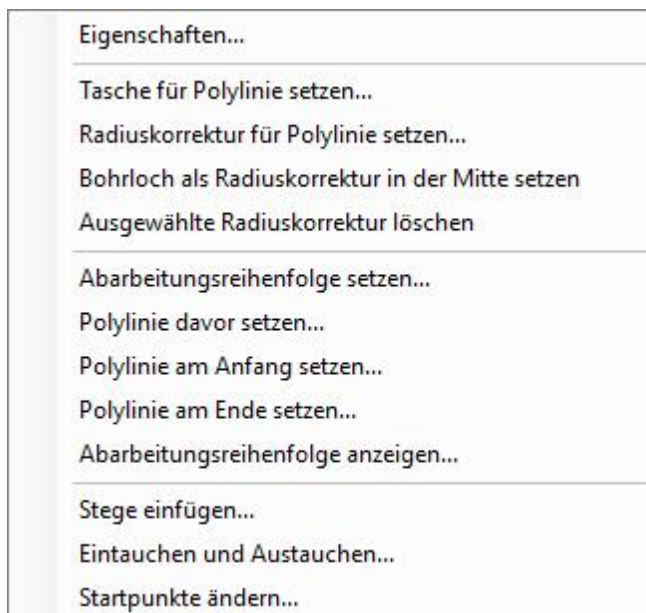 Eigenschaften...
Tasche für Polylinie setzen...
Radiuskorrektur für Polylinie setzen...
Bohrloch als Radiuskorrektur in der Mitte setzen
Ausgewählte Radiuskorrektur löschen
Abarbeitungsreihenfolge setzen...
Polylinie davor setzen...
Polylinie am Anfang setzen...
Polylinie am Ende setzen...
Abarbeitungsreihenfolge anzeigen...
Stege einfügen...
Eintauchen und Austauchen...
Startpunkte ändern...